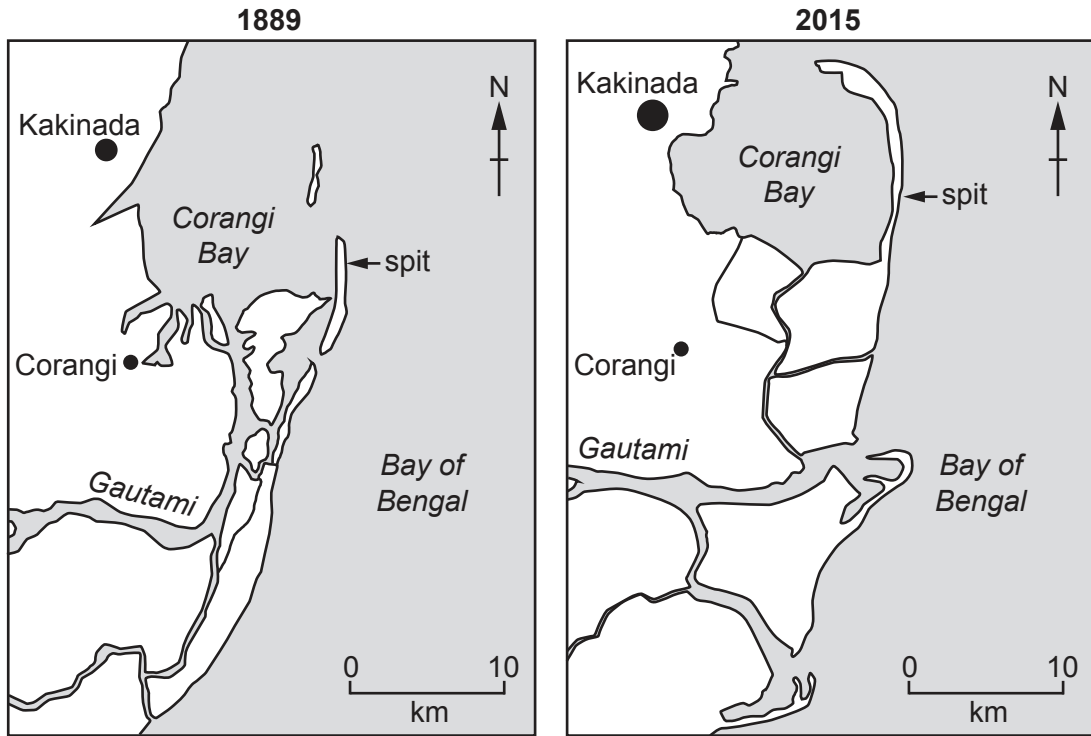 1889
N
Kakinada
Corangi
Bay
spit
Corangi
Gautami
Bay of
Bengal
0
10
km
2015
N
Kakinada
Corangi
Bay
spit
Corangi
Gautami
Bay of
Bengal
0
10
km